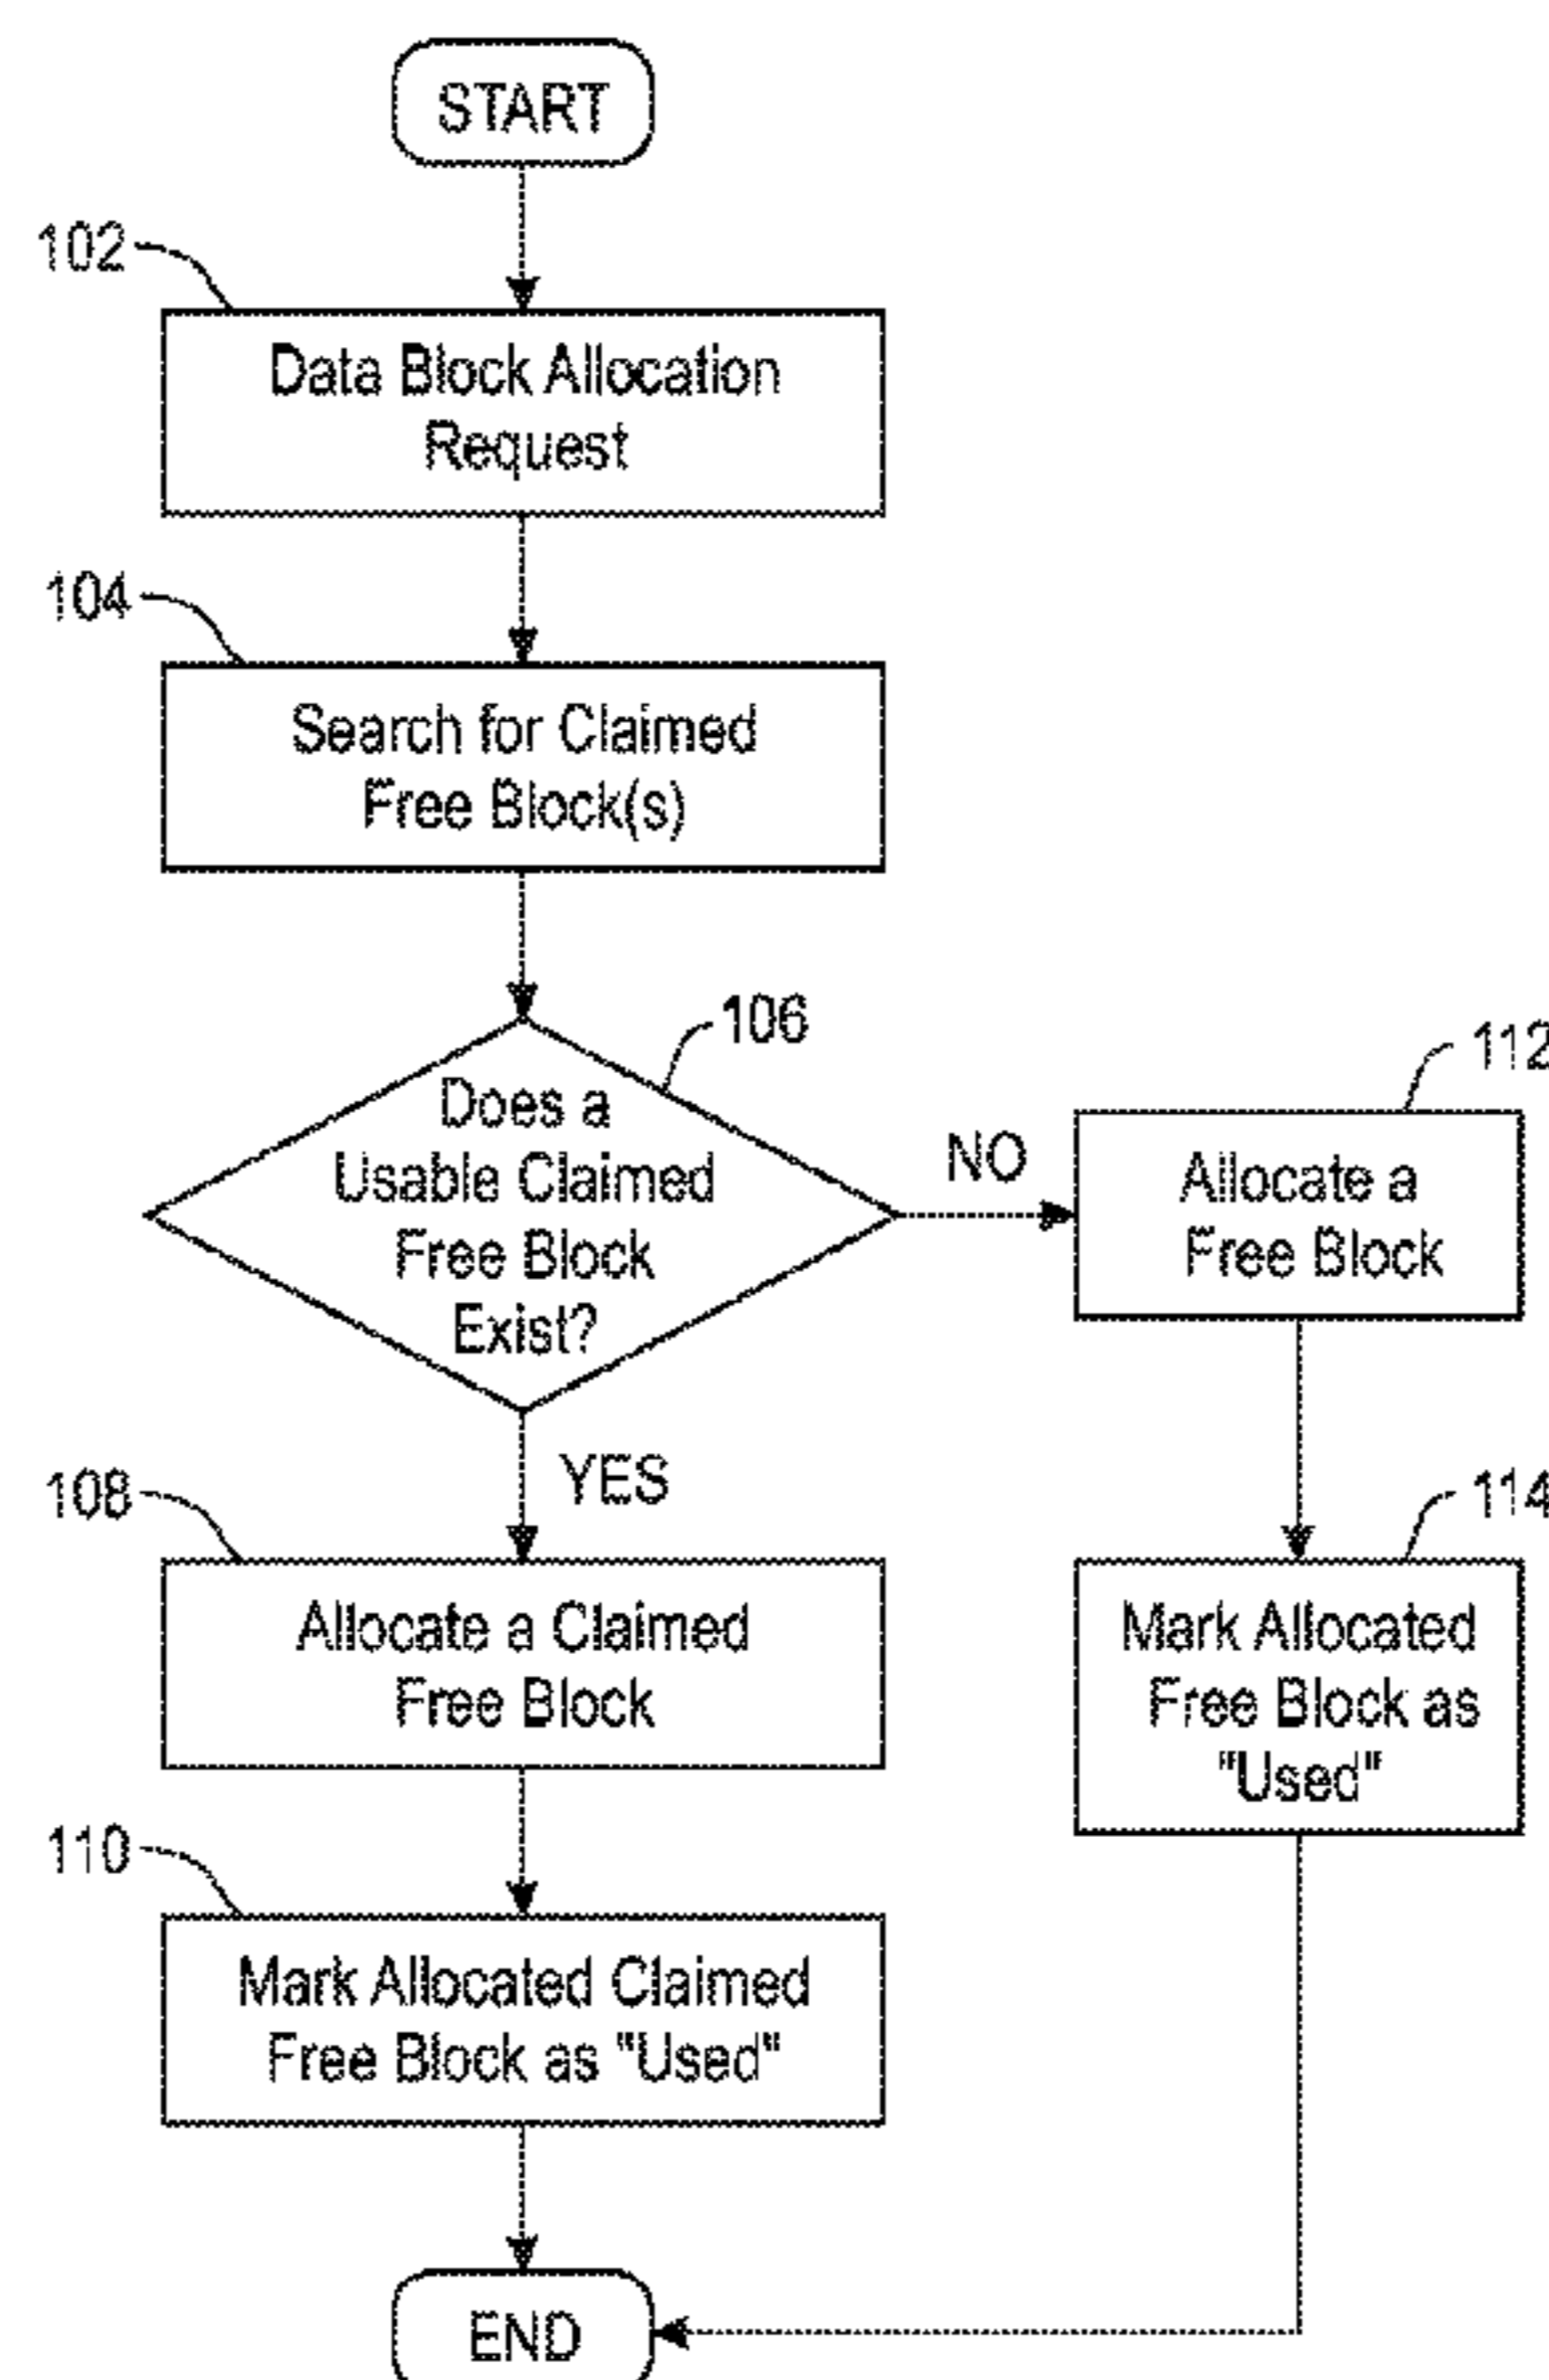 START
102
Data Block Allocation
Request
104
Search for Claimed
Free Block(s)
106
Does a
Usable Claimed
Free Block
Exist?
NO
112
Allocate a
Free Block
YES
108
Allocate a Claimed
Free Block
114
Mark Allocated
Free Block as
"Used"
110
Mark Allocated Claimed
Free Block as "Used"
END